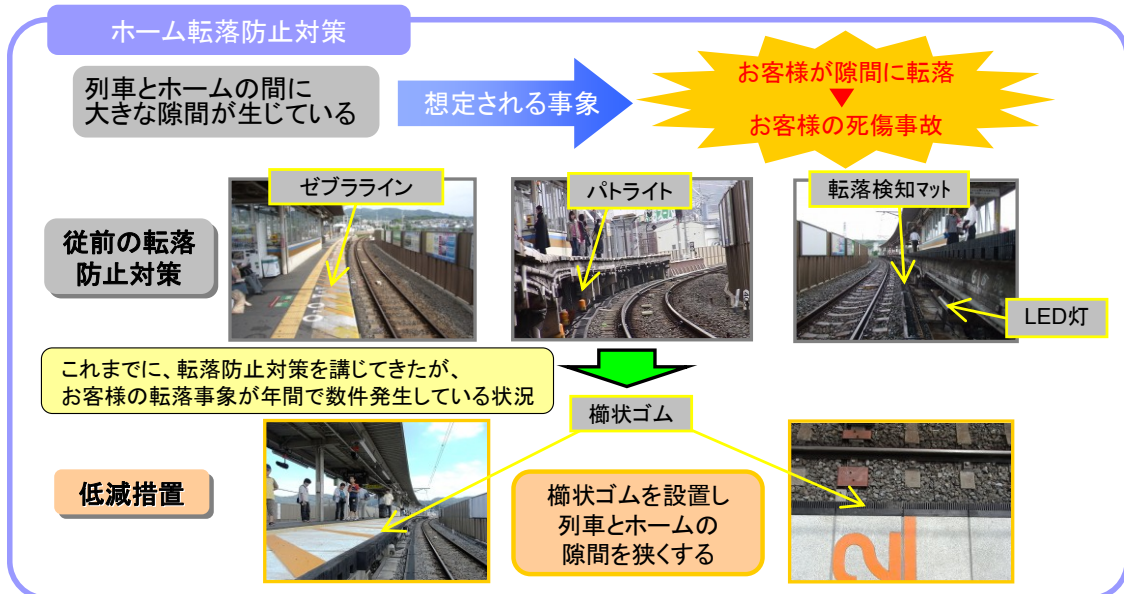 ホーム転落防止対策
列車とホームの間に
大きな隙間が生じている
想定される事象
お客様が隙間に転落
お客様の死傷事故
従前の転落
防止対策
ゼブラライン
パトライト
転落検知マット
LED灯
これまでに、転落防止対策を講じてきたが、
お客様の転落事象が年間で数件発生している状況
櫛状ゴム
低減措置
櫛状ゴムを設置し
列車とホームの
隙間を狭くする
2